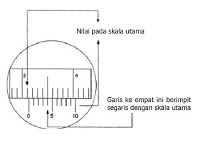 Nilai pada skala utama
3 4
0 5 10
Garis ke empat ini berimpit
segaris dengan skala utama